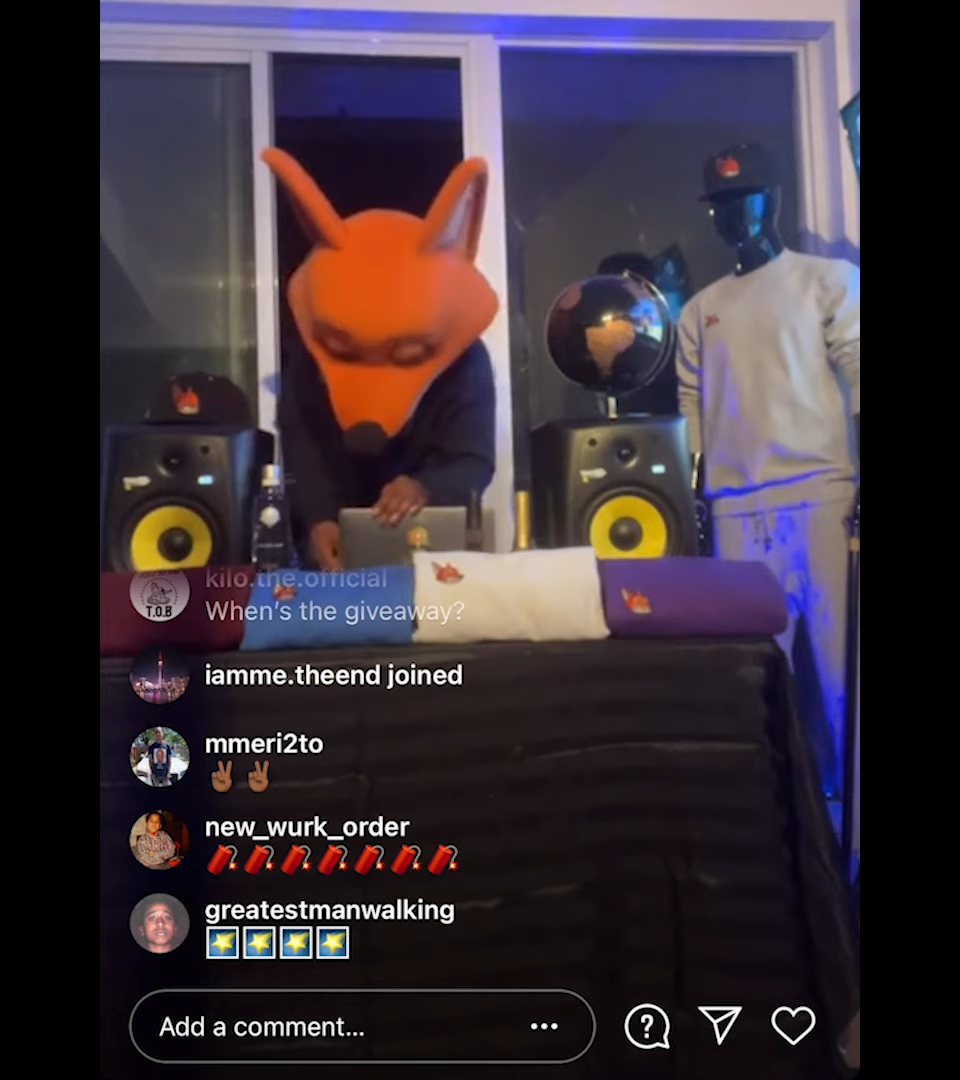 kilo.the.official
When's the giveaway?
T.O.B
iamme.theend joined
mmeri2to
✌🏾 ✌🏾
new_wurk_order
🧨🧨🧨🧨🧨🧨🧨
greatestmanwalking
🌠🌠🌠🌠
Add a comment...